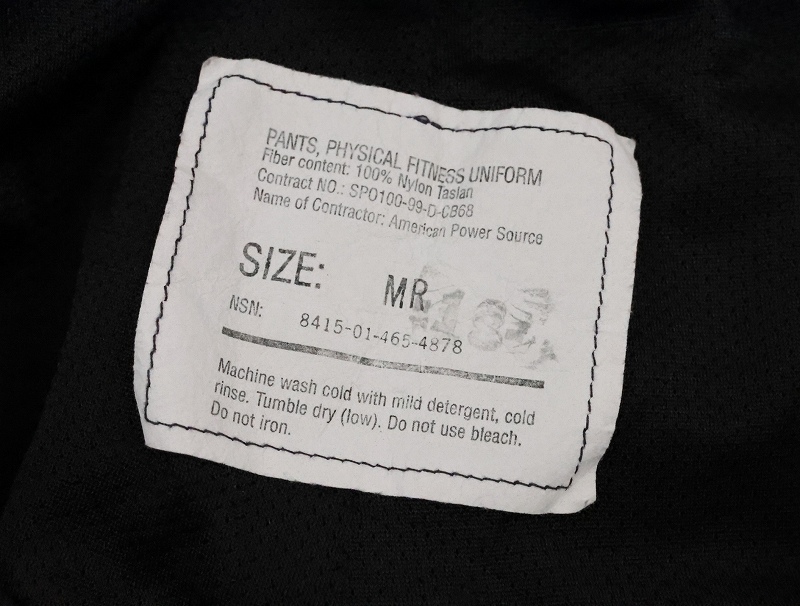 PANTS, PHYSICAL FITNESS UNIFORM
Fiber content: 100% Nylon Taslan
Contract NO.: SPO100-99-D-CB68
Name of Contractor: American Power Source
SIZE: MR
NSN: 8415-01-465-4878
Machine wash cold with mild detergent, cold
rinse. Tumble dry (low). Do not use bleach.
Do not iron.